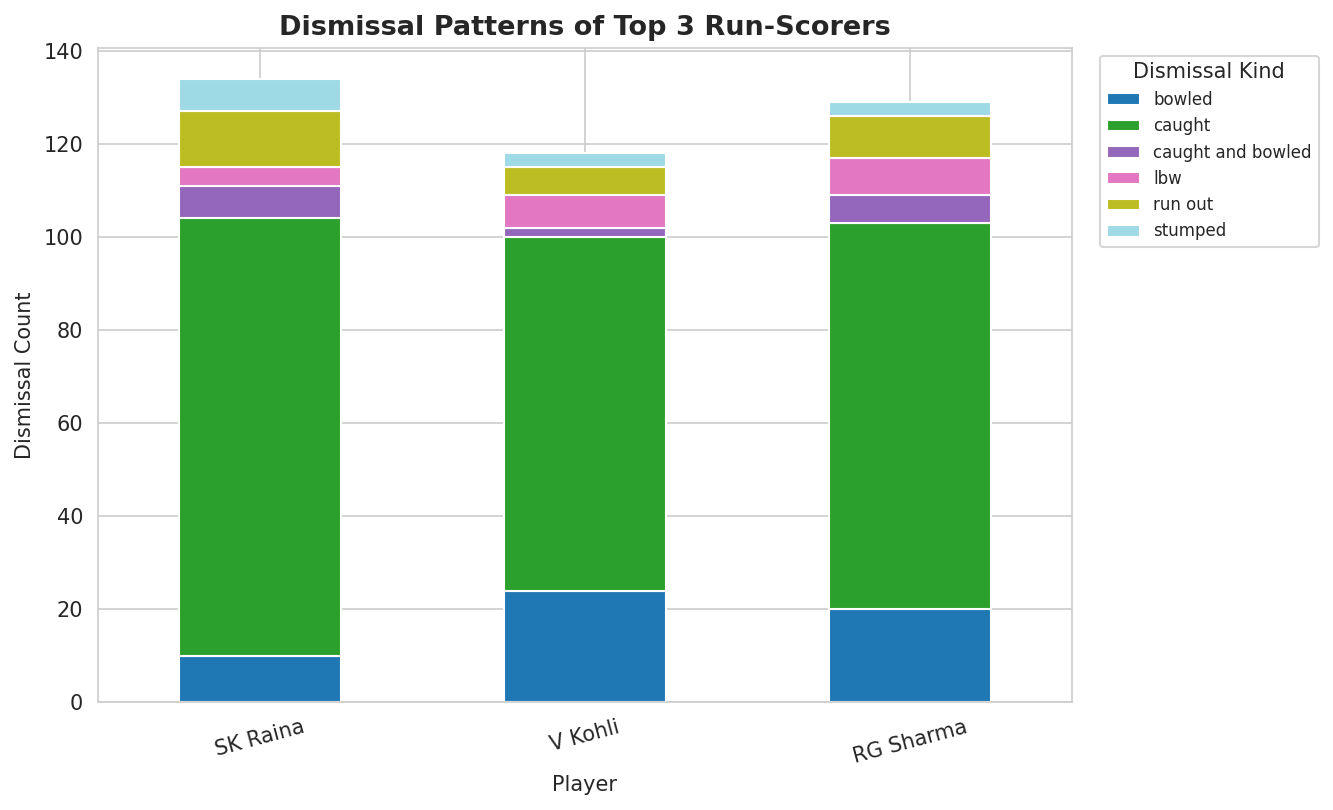 Dismissal Patterns of Top 3 Run-Scorers
140
120
100
80
60
40
20
0
Dismissal Count
SK Raina
V Kohli
RG Sharma
Player
Dismissal Kind
bowled
caught
caught and bowled
lbw
run out
stumped